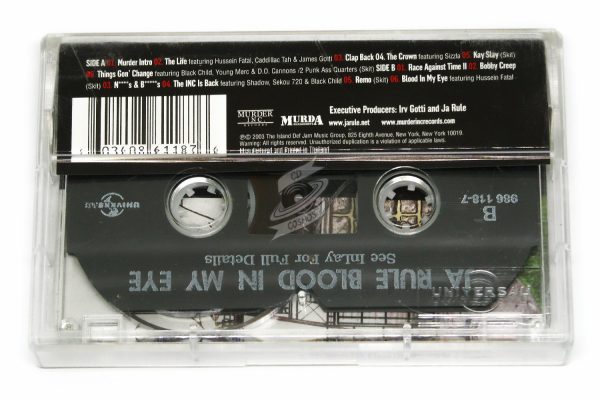 SIDE A 01. Murder Intro 02. The Life featuring Hussein Fatal, Caddillac Tah & James Gotti 03. Clap Back 04. The Crown featuring Sizzla 05. Kay Slay (Skit)
06. Things Gon' Change featuring Black Child, Young Merc & D.O. Cannons /2 Punk Ass Quarters (Skit) SIDE B 01. Race Against Time II 02. Bobby Creep
(Skit) 03. N****s & B*****s 04. The INC Is Back featuring Shadow, Sekou 720 & Black Child 05. Remo (Skit) 06. Blood In My Eye featuring Hussein Fatal
MURDER
INC
RECORDS
MURDA
Executive Producers: Irv Gotti and Ja Rule
www.jarule.net www.murderincrecords.com
℗© 2003 The Island Def Jam Music Group, 825 Eighth Avenue, New York, New York 10019.
Warning: All rights reserved. Unauthorized duplication is a violation of applicable laws.
Manufactured and Printed in Thailand
UNIVERSAL
CD
COSMOS
B
986 118-7
See Inlay For Full Details
JA RULE BLOOD IN MY EYE
UNIVERSAL